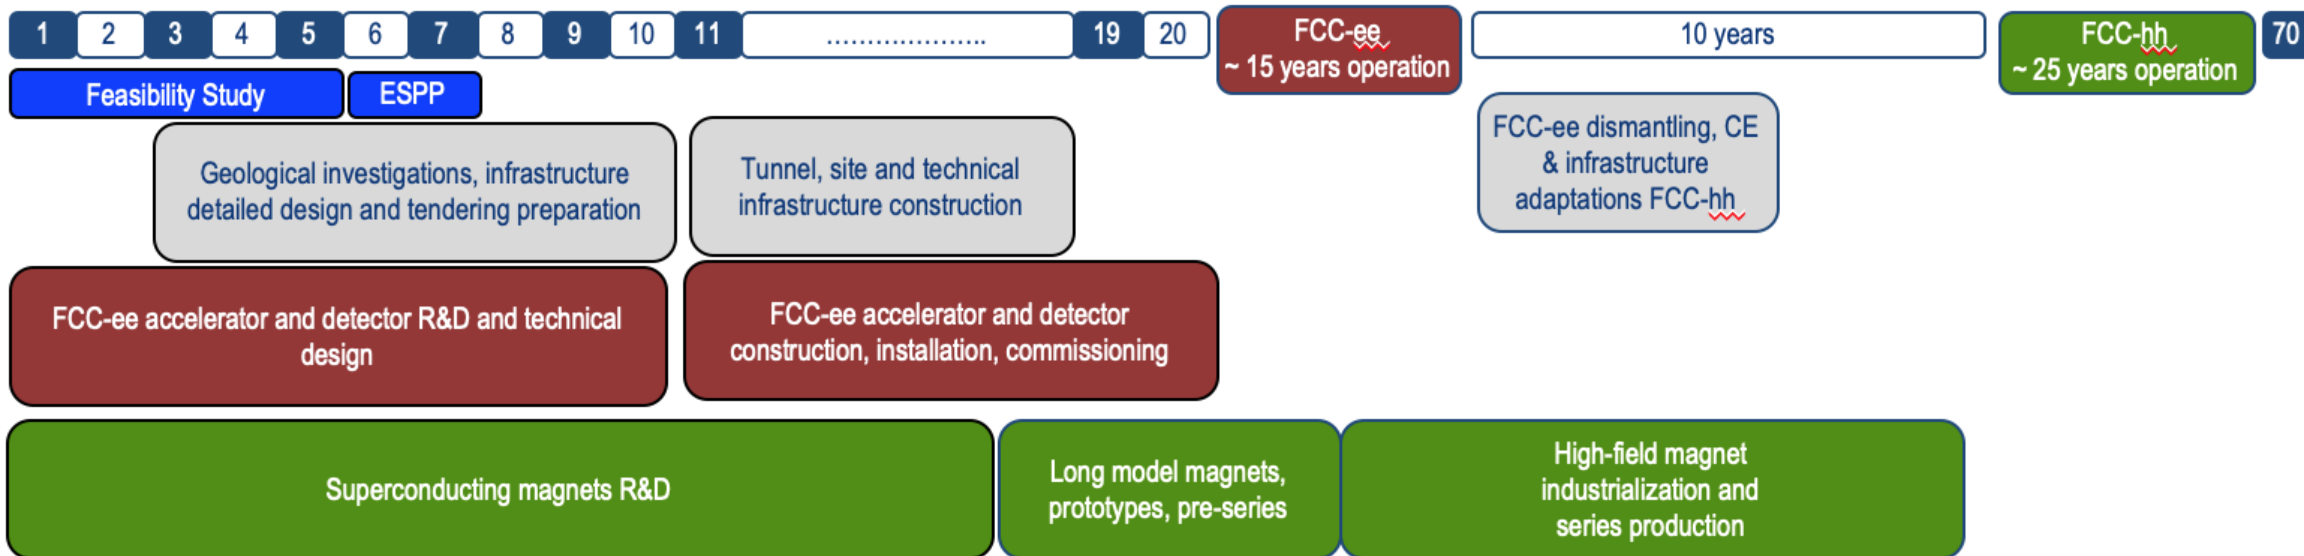 1 2 3 4 5 6 7 8 9 10 11 ..................... 19 20
FCC-ee
~ 15 years operation
10 years
FCC-hh
~ 25 years operation
70
Feasibility Study
ESPP
Geological investigations, infrastructure
detailed design and tendering preparation
Tunnel, site and technical
infrastructure construction
FCC-ee dismantling, CE
& infrastructure
adaptations FCC-hh
FCC-ee accelerator and detector R&D and technical
design
FCC-ee accelerator and detector
construction, installation, commissioning
Superconducting magnets R&D
Long model magnets,
prototypes, pre-series
High-field magnet
industrialization and
series production